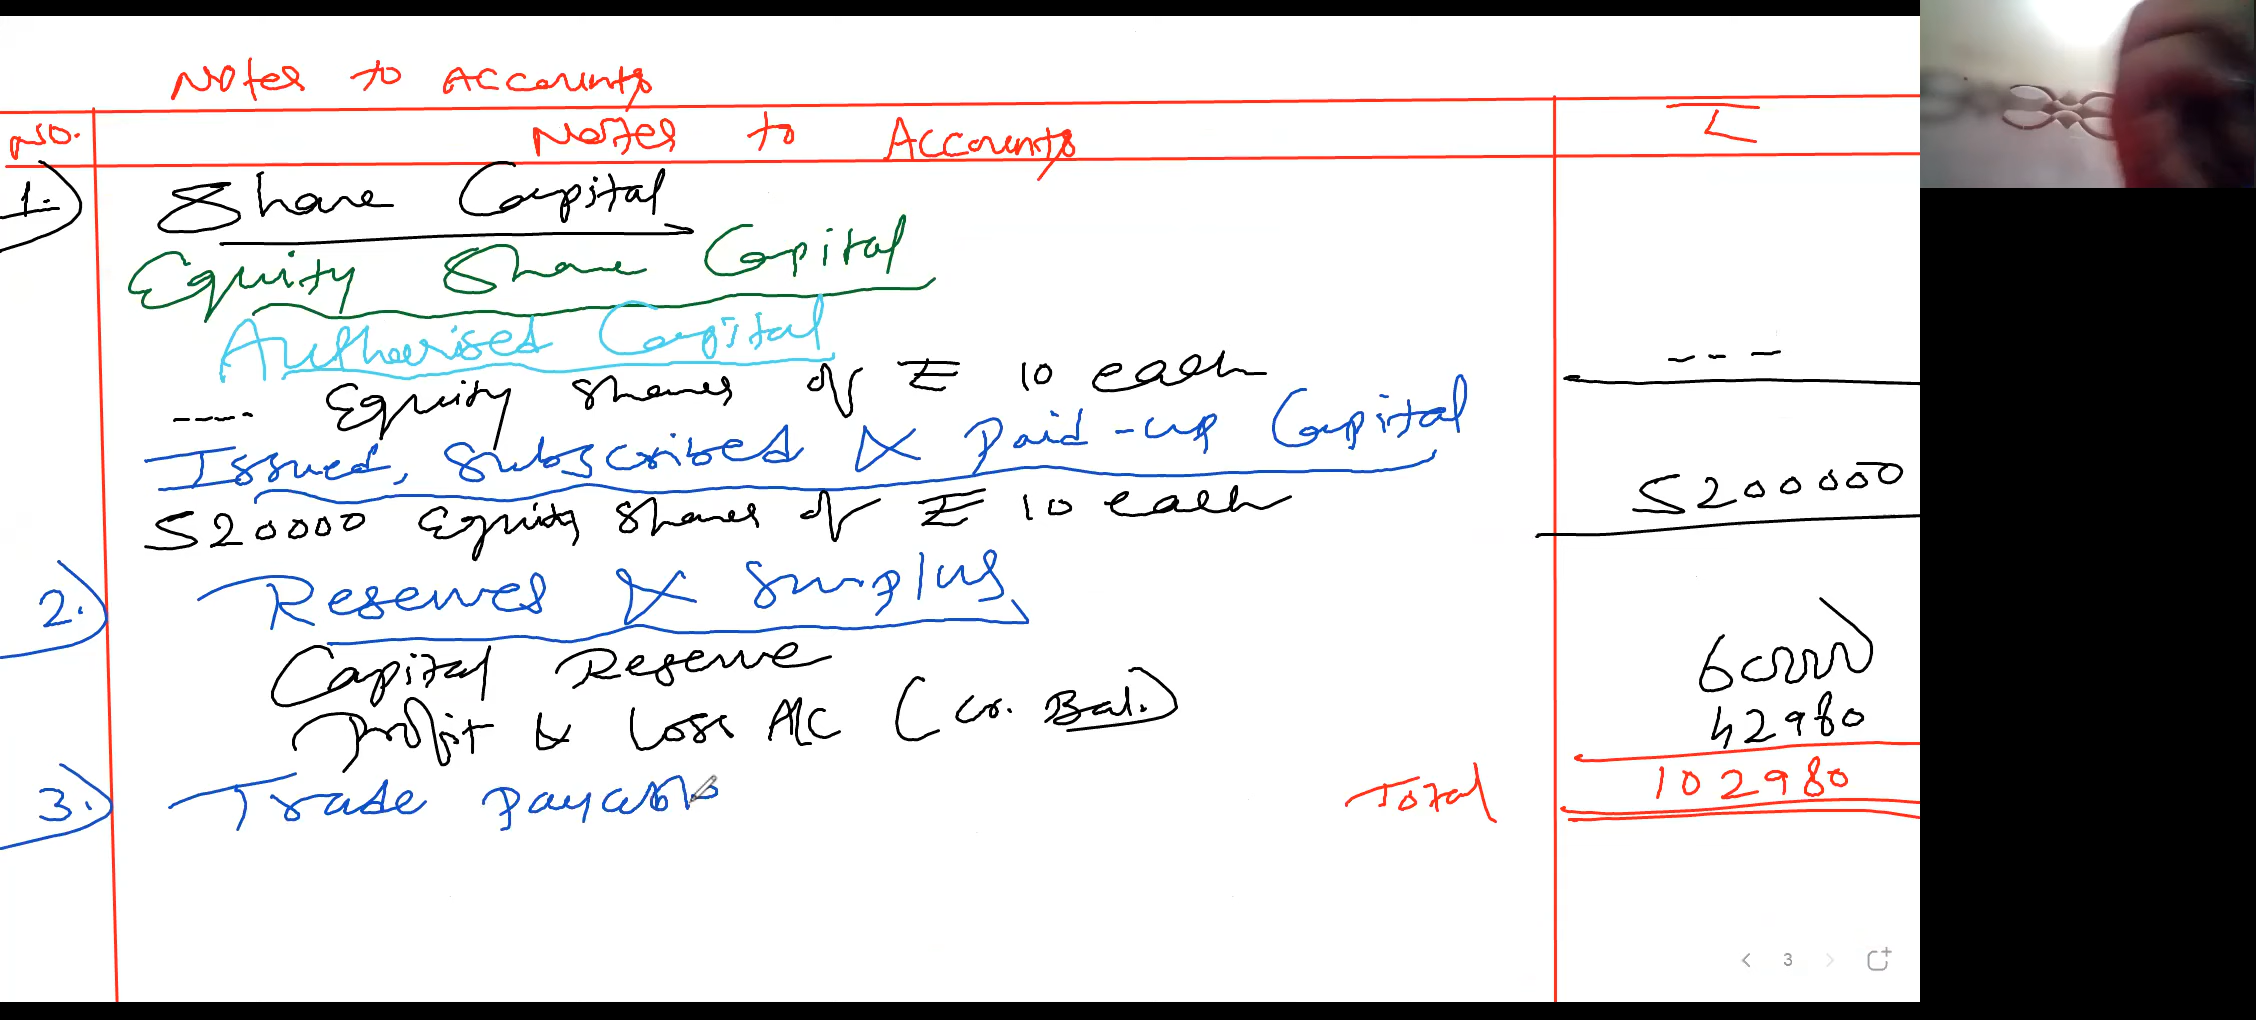 Notes to Accounts
No. Notes to Accounts ₹
1. Share Capital
Equity Share Capital
Authorised Capital
---- Equity Shares of ₹ 10 each ---
Issued, Subscribed & Paid-up Capital
520000 Equity Shares of ₹ 10 each 5200000
2. Reserves & Surplus
Capital Reserve 60000
Profit & Loss A/C (Cr. Bal.) 42980
Total 102980
3. Trade Payable
3